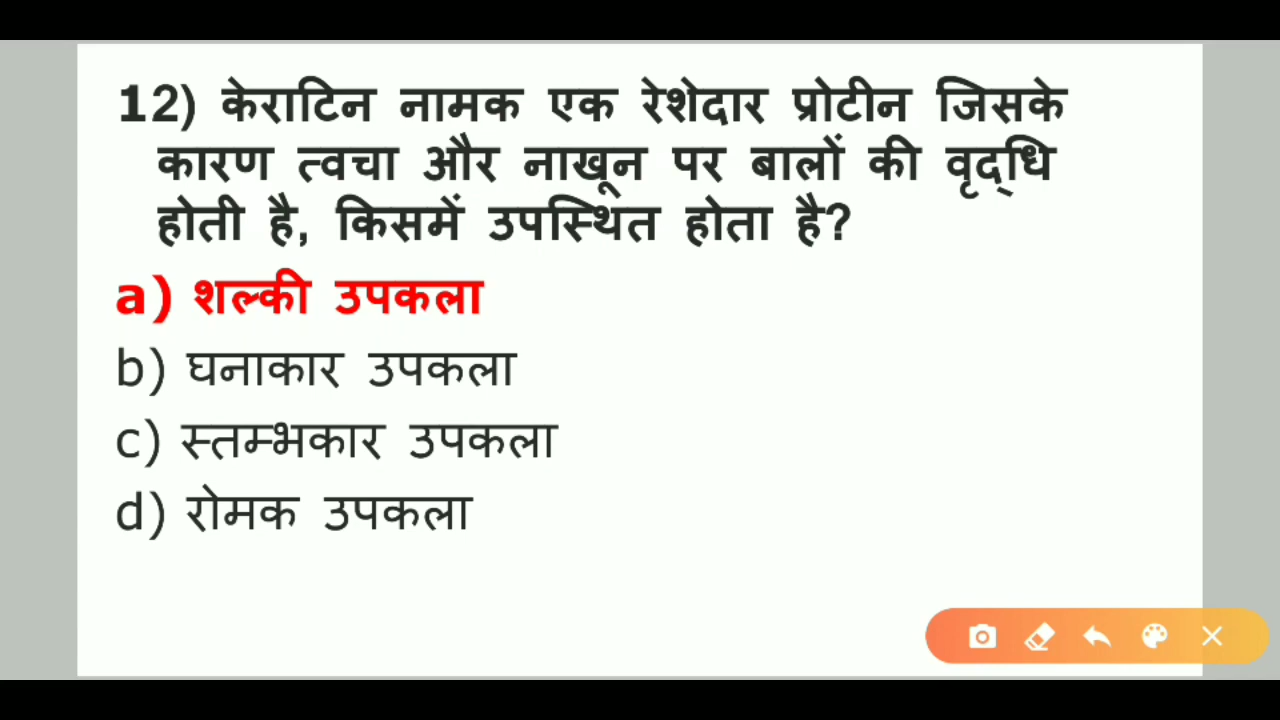 12) केराटिन नामक एक रेशेदार प्रोटीन जिसके
कारण त्वचा और नाखून पर बालों की वृद्धि
होती है, किसमें उपस्थित होता है?
a) शल्की उपकला
b) घनाकार उपकला
c) स्तम्भकार उपकला
d) रोमक उपकला